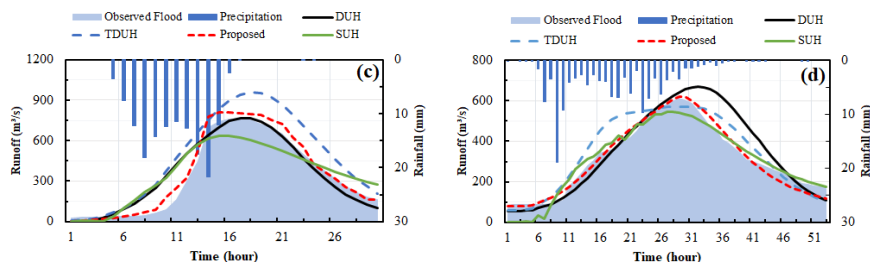 Observed Flood Precipitation DUH
TDUH Proposed SUH
1200 0
(c)
900 10
600
300 20
0 30
Runoff (m³/s)
Rainfall (mm)
1 6 11 16 21 26
Time (hour)
Observed Flood Precipitation DUH
TDUH Proposed SUH
800 0
(d)
600 10
400
200 20
0 30
Runoff (m³/s)
Rainfall (mm)
1 6 11 16 21 26 31 36 41 46 51
Time (hour)